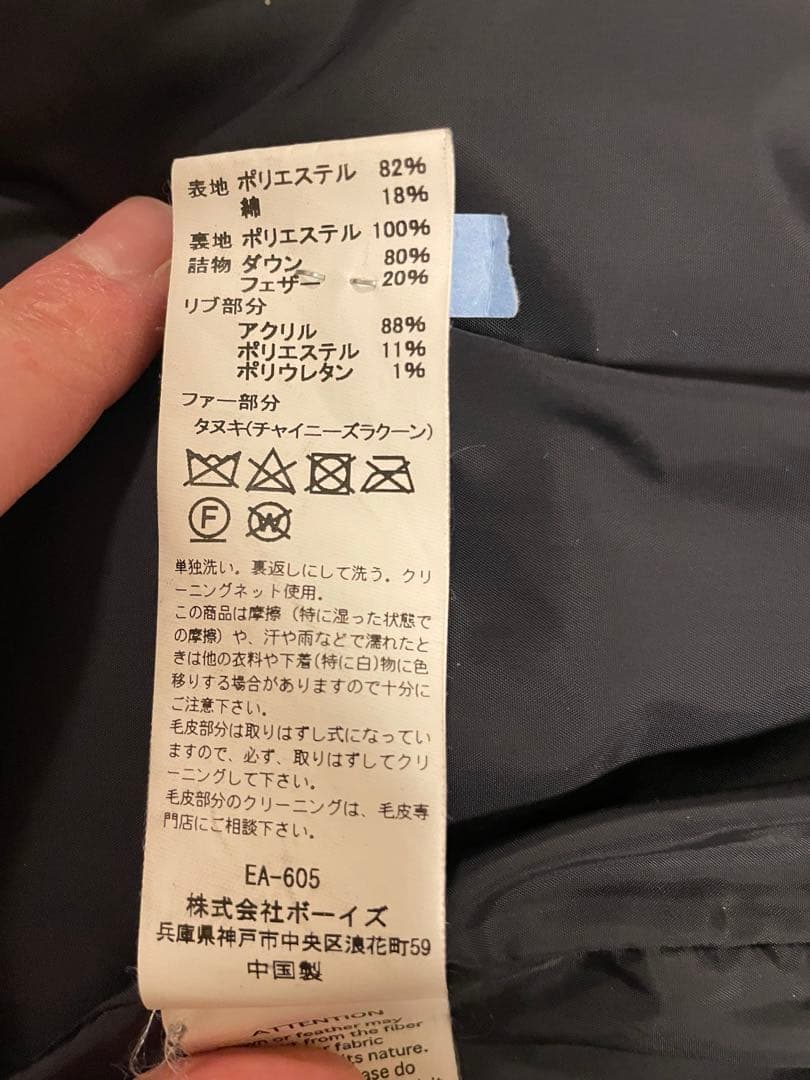 表地 ポリエステル 82%
綿 18%
裏地 ポリエステル 100%
詰物 ダウン 80%
フェザー 20%
リブ部分
アクリル 88%
ポリエステル 11%
ポリウレタン 1%
ファー部分
タヌキ(チャイニーズラクーン)
F W
単独洗い。裏返しにして洗う。クリ
ーニングネット使用。
この商品は摩擦（特に湿った状態で
の摩擦）や、汗や雨などで濡れたと
きは他の衣料や下着(特に白)物に色
移りする場合がありますので十分に
ご注意下さい。
毛皮部分は取りはずし式になってい
ますので、必ず、取りはずしてクリ
ーニングして下さい。
毛皮部分のクリーニングは、毛皮専
門店にご相談下さい。
EA-605
株式会社ボーイズ
兵庫県神戸市中央区浪花町59
中国製
ATTENTION
or feather may
from the fiber
fabric
its nature.
do